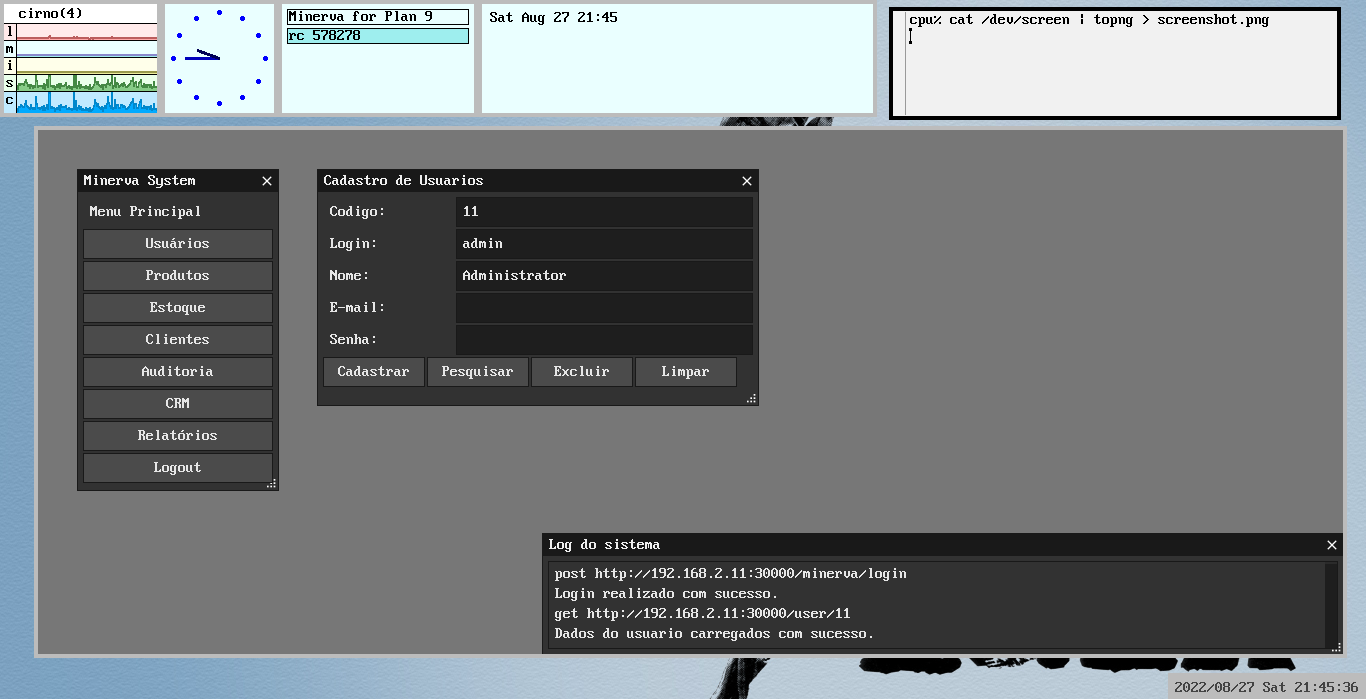 cirno(4)
l
m
i
s
c
Minerva for Plan 9
rc 578278
Sat Aug 27 21:45
cpu% cat /dev/screen | topng > screenshot.png
Minerva System
Menu Principal
Usuários
Produtos
Estoque
Clientes
Auditoria
CRM
Relatórios
Logout
Cadastro de Usuarios
Codigo: 11
Login: admin
Nome: Administrator
E-mail:
Senha:
Cadastrar Pesquisar Excluir Limpar
Log do sistema
post http://192.168.2.11:30000/minerva/login
Login realizado com sucesso.
get http://192.168.2.11:30000/user/11
Dados do usuario carregados com sucesso.
2022/08/27 Sat 21:45:36